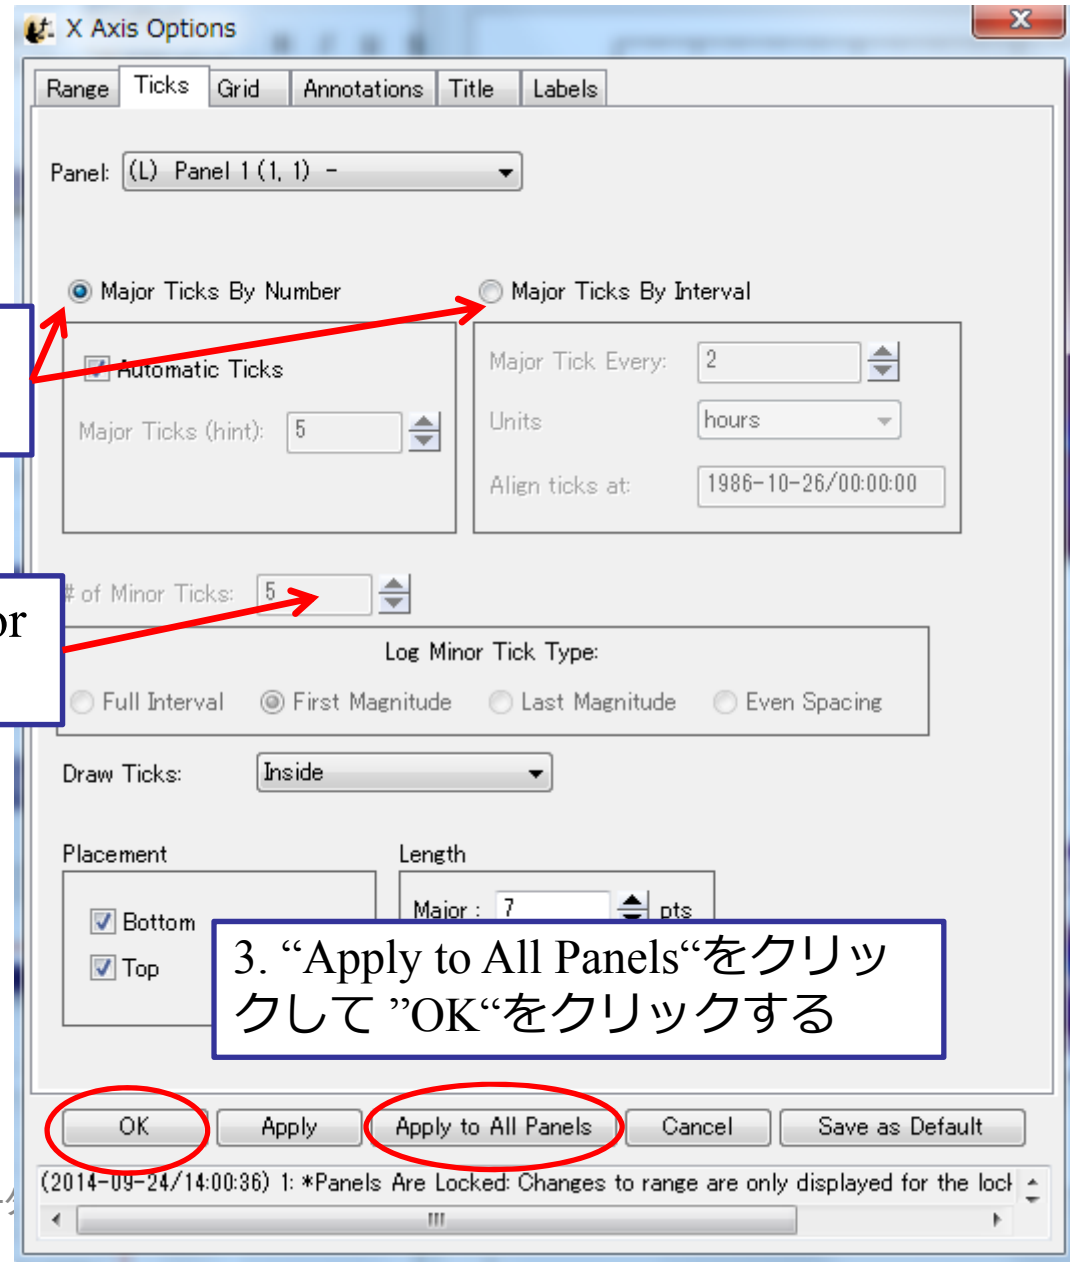 X Axis Options
Range Ticks Grid Annotations Title Labels
Panel: (L) Panel 1 (1, 1) -
Major Ticks By Number
Major Ticks By Interval
Automatic Ticks
Major Ticks (hint): 5
Major Tick Every: 2
Units hours
Align ticks at: 1986-10-26/00:00:00
# of Minor Ticks: 5
or
Log Minor Tick Type:
Full Interval First Magnitude Last Magnitude Even Spacing
Draw Ticks: Inside
Placement
Length
Bottom
Top
Major : 7 pts
3. “Apply to All Panels“をクリッ
クして ”OK“をクリックする
OK Apply Apply to All Panels Cancel Save as Default
(2014-09-24/14:00:36) 1: *Panels Are Locked: Changes to range are only displayed for the